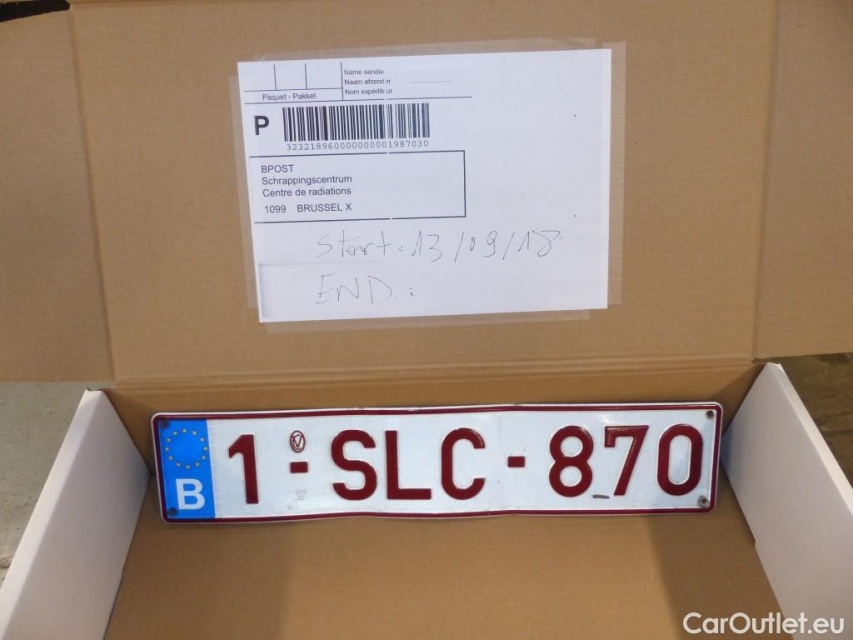 Name sender
Naam afzender
Nom expéditeur
Paquet - Pakket
P
323218960000000001987030
BPOST
Schrappingscentrum
Centre de radiations
1099 BRUSSEL X
Start: 13/09/18
END:
B 1-SLC-870
CarOutlet.eu